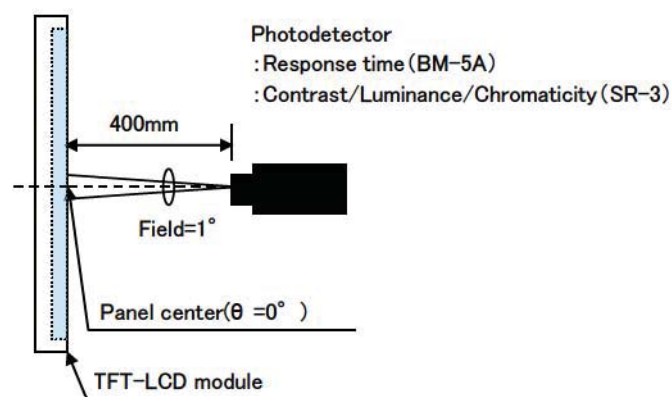 Photodetector
:Response time(BM-5A)
:Contrast/Luminance/Chromaticity(SR-3)
400mm
Field=1°
Panel center(θ =0° )
TFT-LCD module